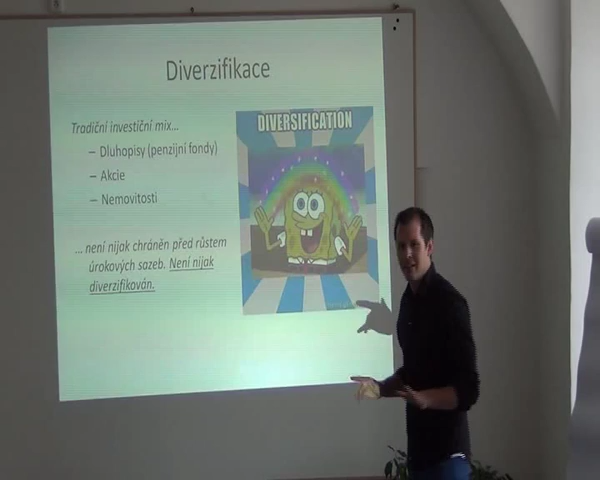 Diverzifikace
Tradiční investiční mix...
– Dluhopisy (penzijní fondy)
– Akcie
– Nemovitosti
... není nijak chráněn před růstem
úrokových sazeb. Není nijak
diverzifikován.
DIVERSIFICATION